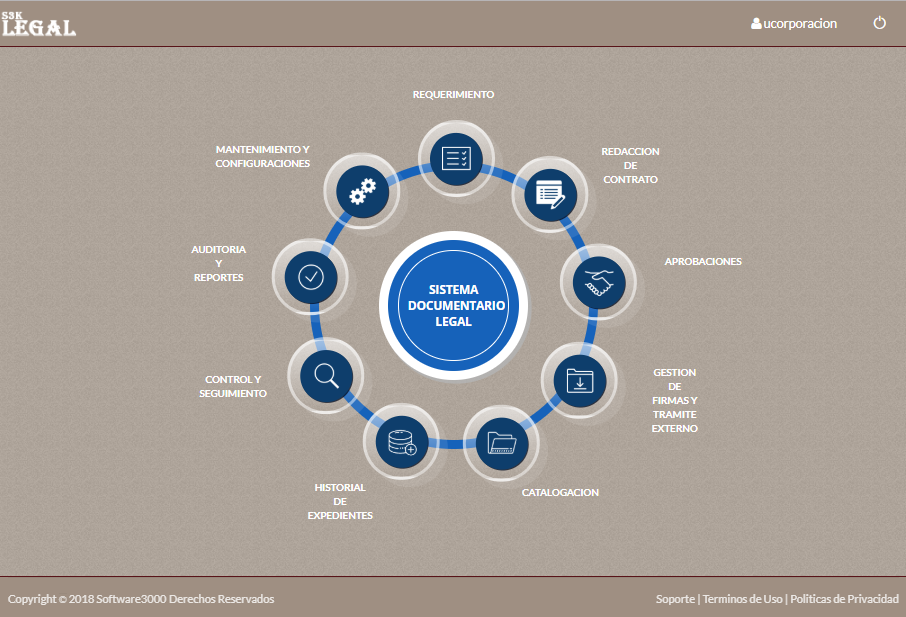 S3K
LEGAL
ucorporacion
REQUERIMIENTO
MANTENIMIENTO Y
CONFIGURACIONES
REDACCION
DE
CONTRATO
AUDITORIA
Y
REPORTES
APROBACIONES
SISTEMA
DOCUMENTARIO
LEGAL
CONTROL Y
SEGUIMIENTO
GESTION
DE
FIRMAS Y
TRAMITE
EXTERNO
HISTORIAL
DE
EXPEDIENTES
CATALOGACION
Copyright © 2018 Software3000 Derechos Reservados
Soporte | Terminos de Uso | Politicas de Privacidad